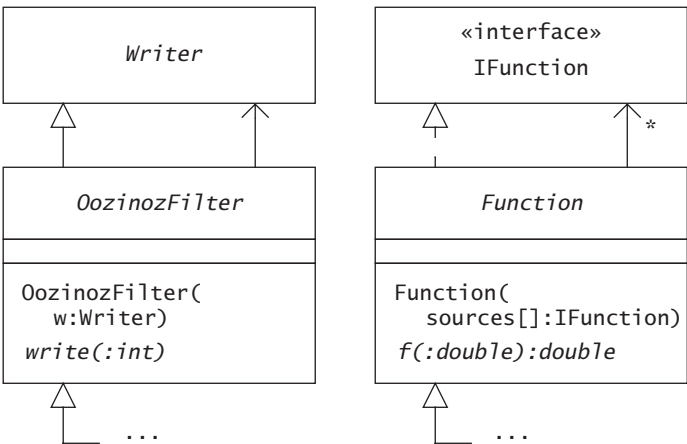 Writer
«interface»
IFunction
*
OozinozFilter
Function
OozinozFilter(
w:Writer)
write(:int)
Function(
sources[]:IFunction)
f(:double):double
...
...